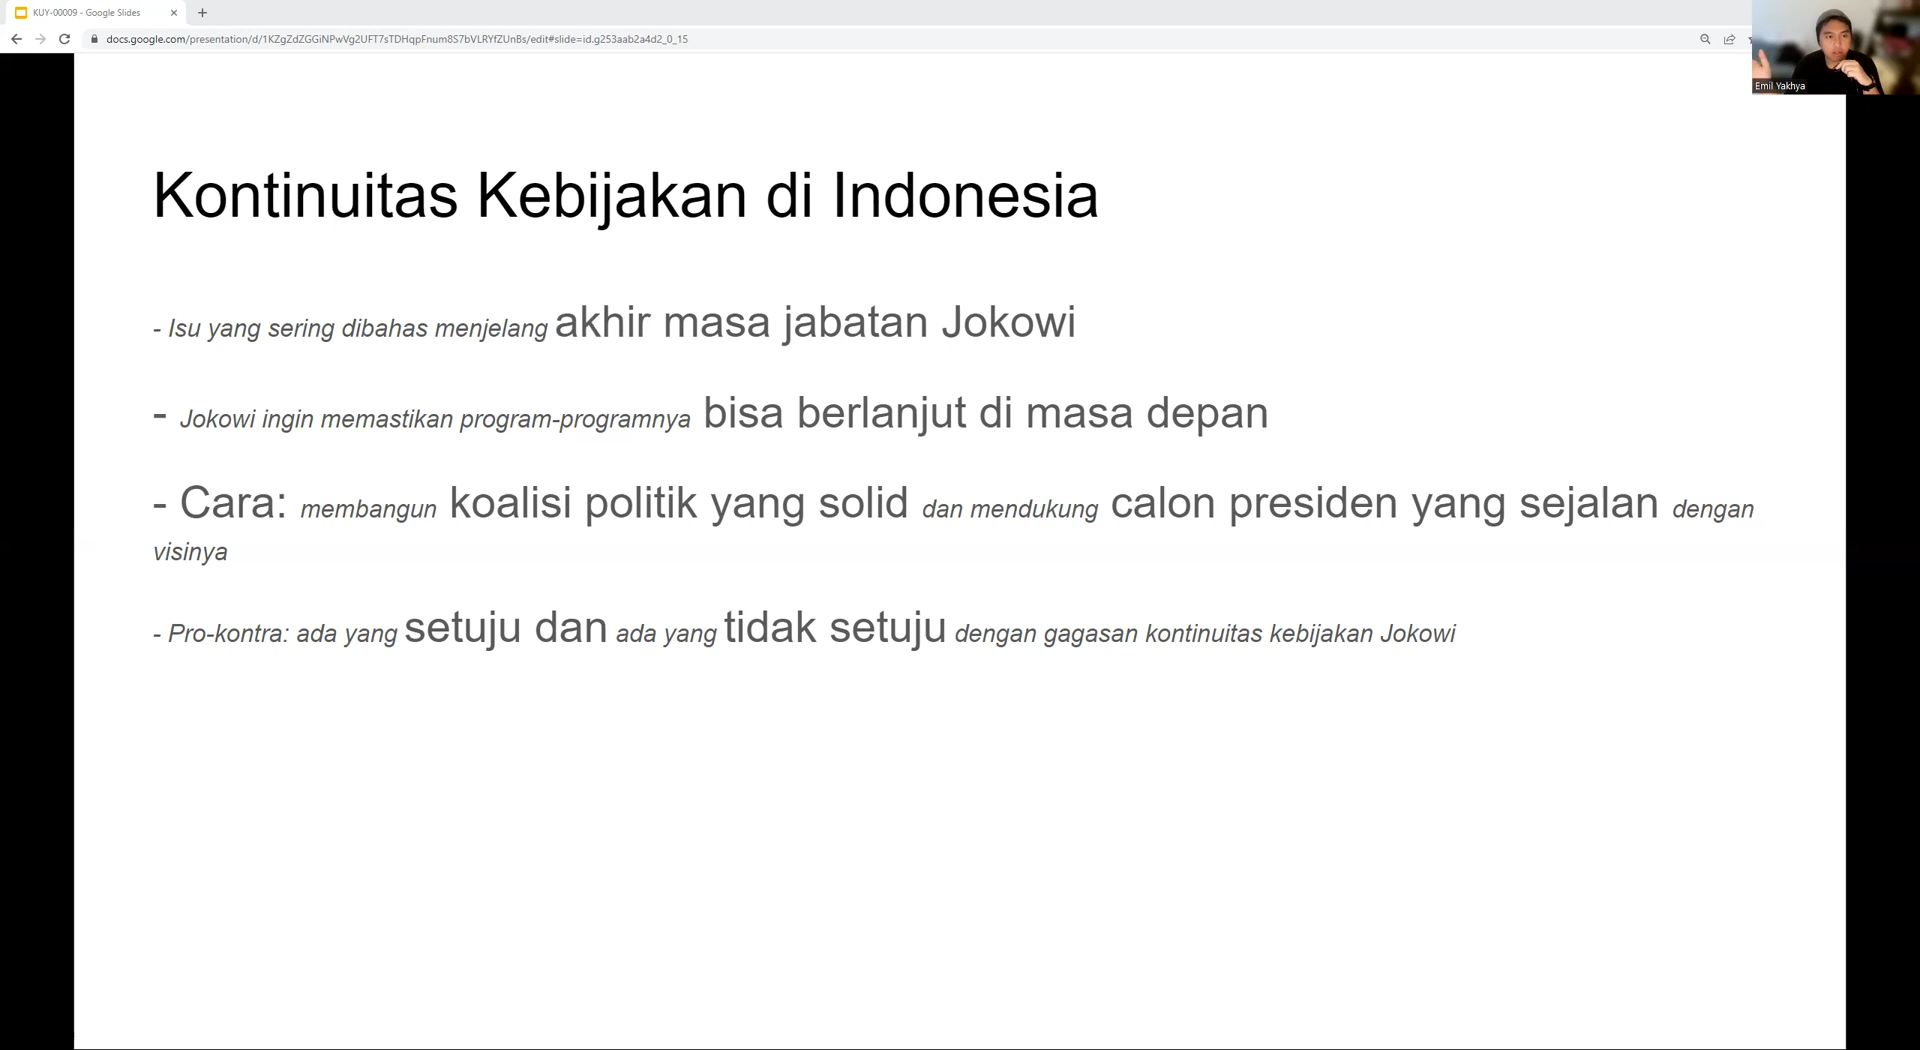 KUY-00009 - Google Slides
docs.google.com/presentation/d/1KZgZdZGGiNPwVg2UFT7sTDHqpFnum8S7bVLRYfZUnBs/edit#slide=id.g253aab2a4d2_0_15
Emil Yakhya
Kontinuitas Kebijakan di Indonesia
- Isu yang sering dibahas menjelang akhir masa jabatan Jokowi
- Jokowi ingin memastikan program-programnya bisa berlanjut di masa depan
- Cara: membangun koalisi politik yang solid dan mendukung calon presiden yang sejalan dengan
visinya
- Pro-kontra: ada yang setuju dan ada yang tidak setuju dengan gagasan kontinuitas kebijakan Jokowi